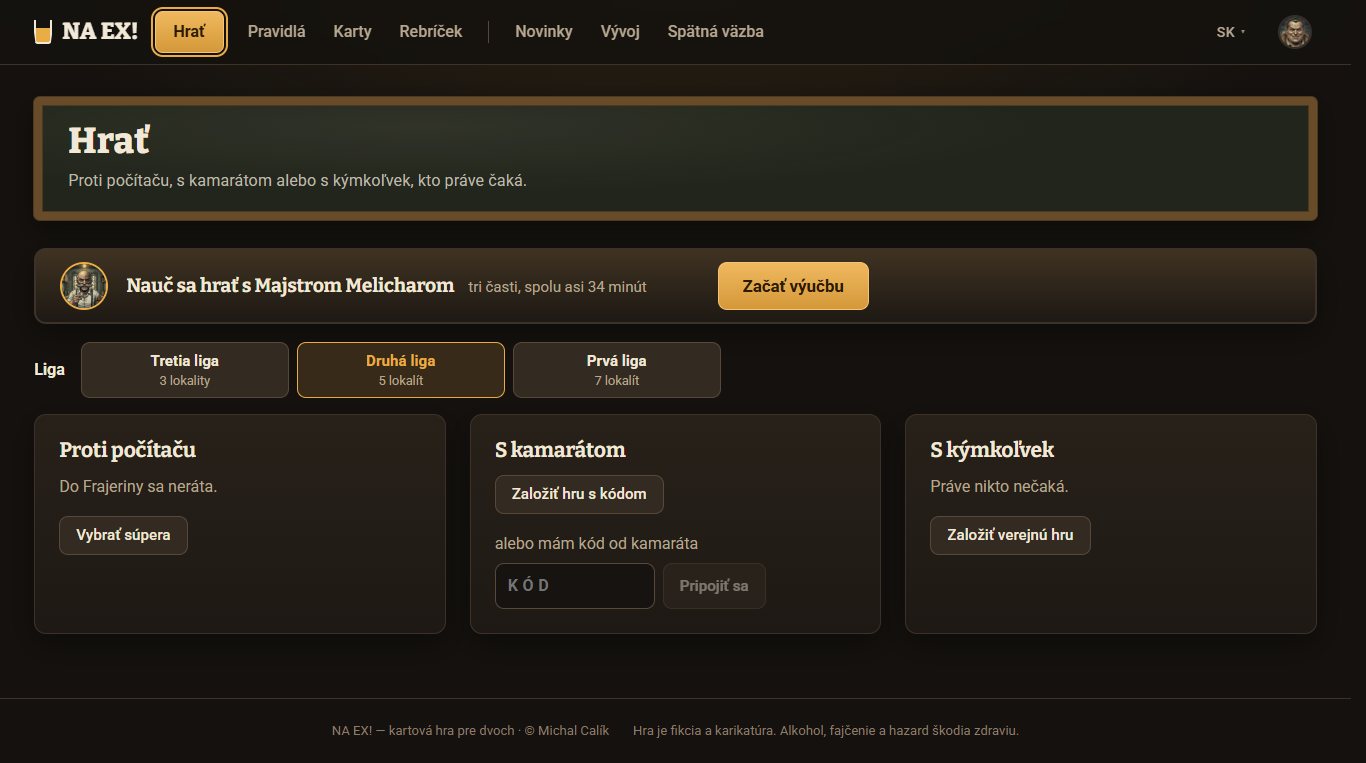 NA EX!
Hrať
Pravidlá
Karty
Rebríček
Novinky
Vývoj
Spätná väzba
SK
Hrať
Proti počítaču, s kamarátom alebo s kýmkoľvek, kto práve čaká.
Nauč sa hrať s Majstrom Melicharom
tri časti, spolu asi 34 minút
Začať výučbu
Liga
Tretia liga
3 lokality
Druhá liga
5 lokalít
Prvá liga
7 lokalít
Proti počítaču
Do Frajeriny sa neráta.
Vybrať súpera
S kamarátom
Založiť hru s kódom
alebo mám kód od kamaráta
KÓD
Pripojiť sa
S kýmkoľvek
Práve nikto nečaká.
Založiť verejnú hru
NA EX! — kartová hra pre dvoch · © Michal Calík
Hra je fikcia a karikatúra. Alkohol, fajčenie a hazard škodia zdraviu.